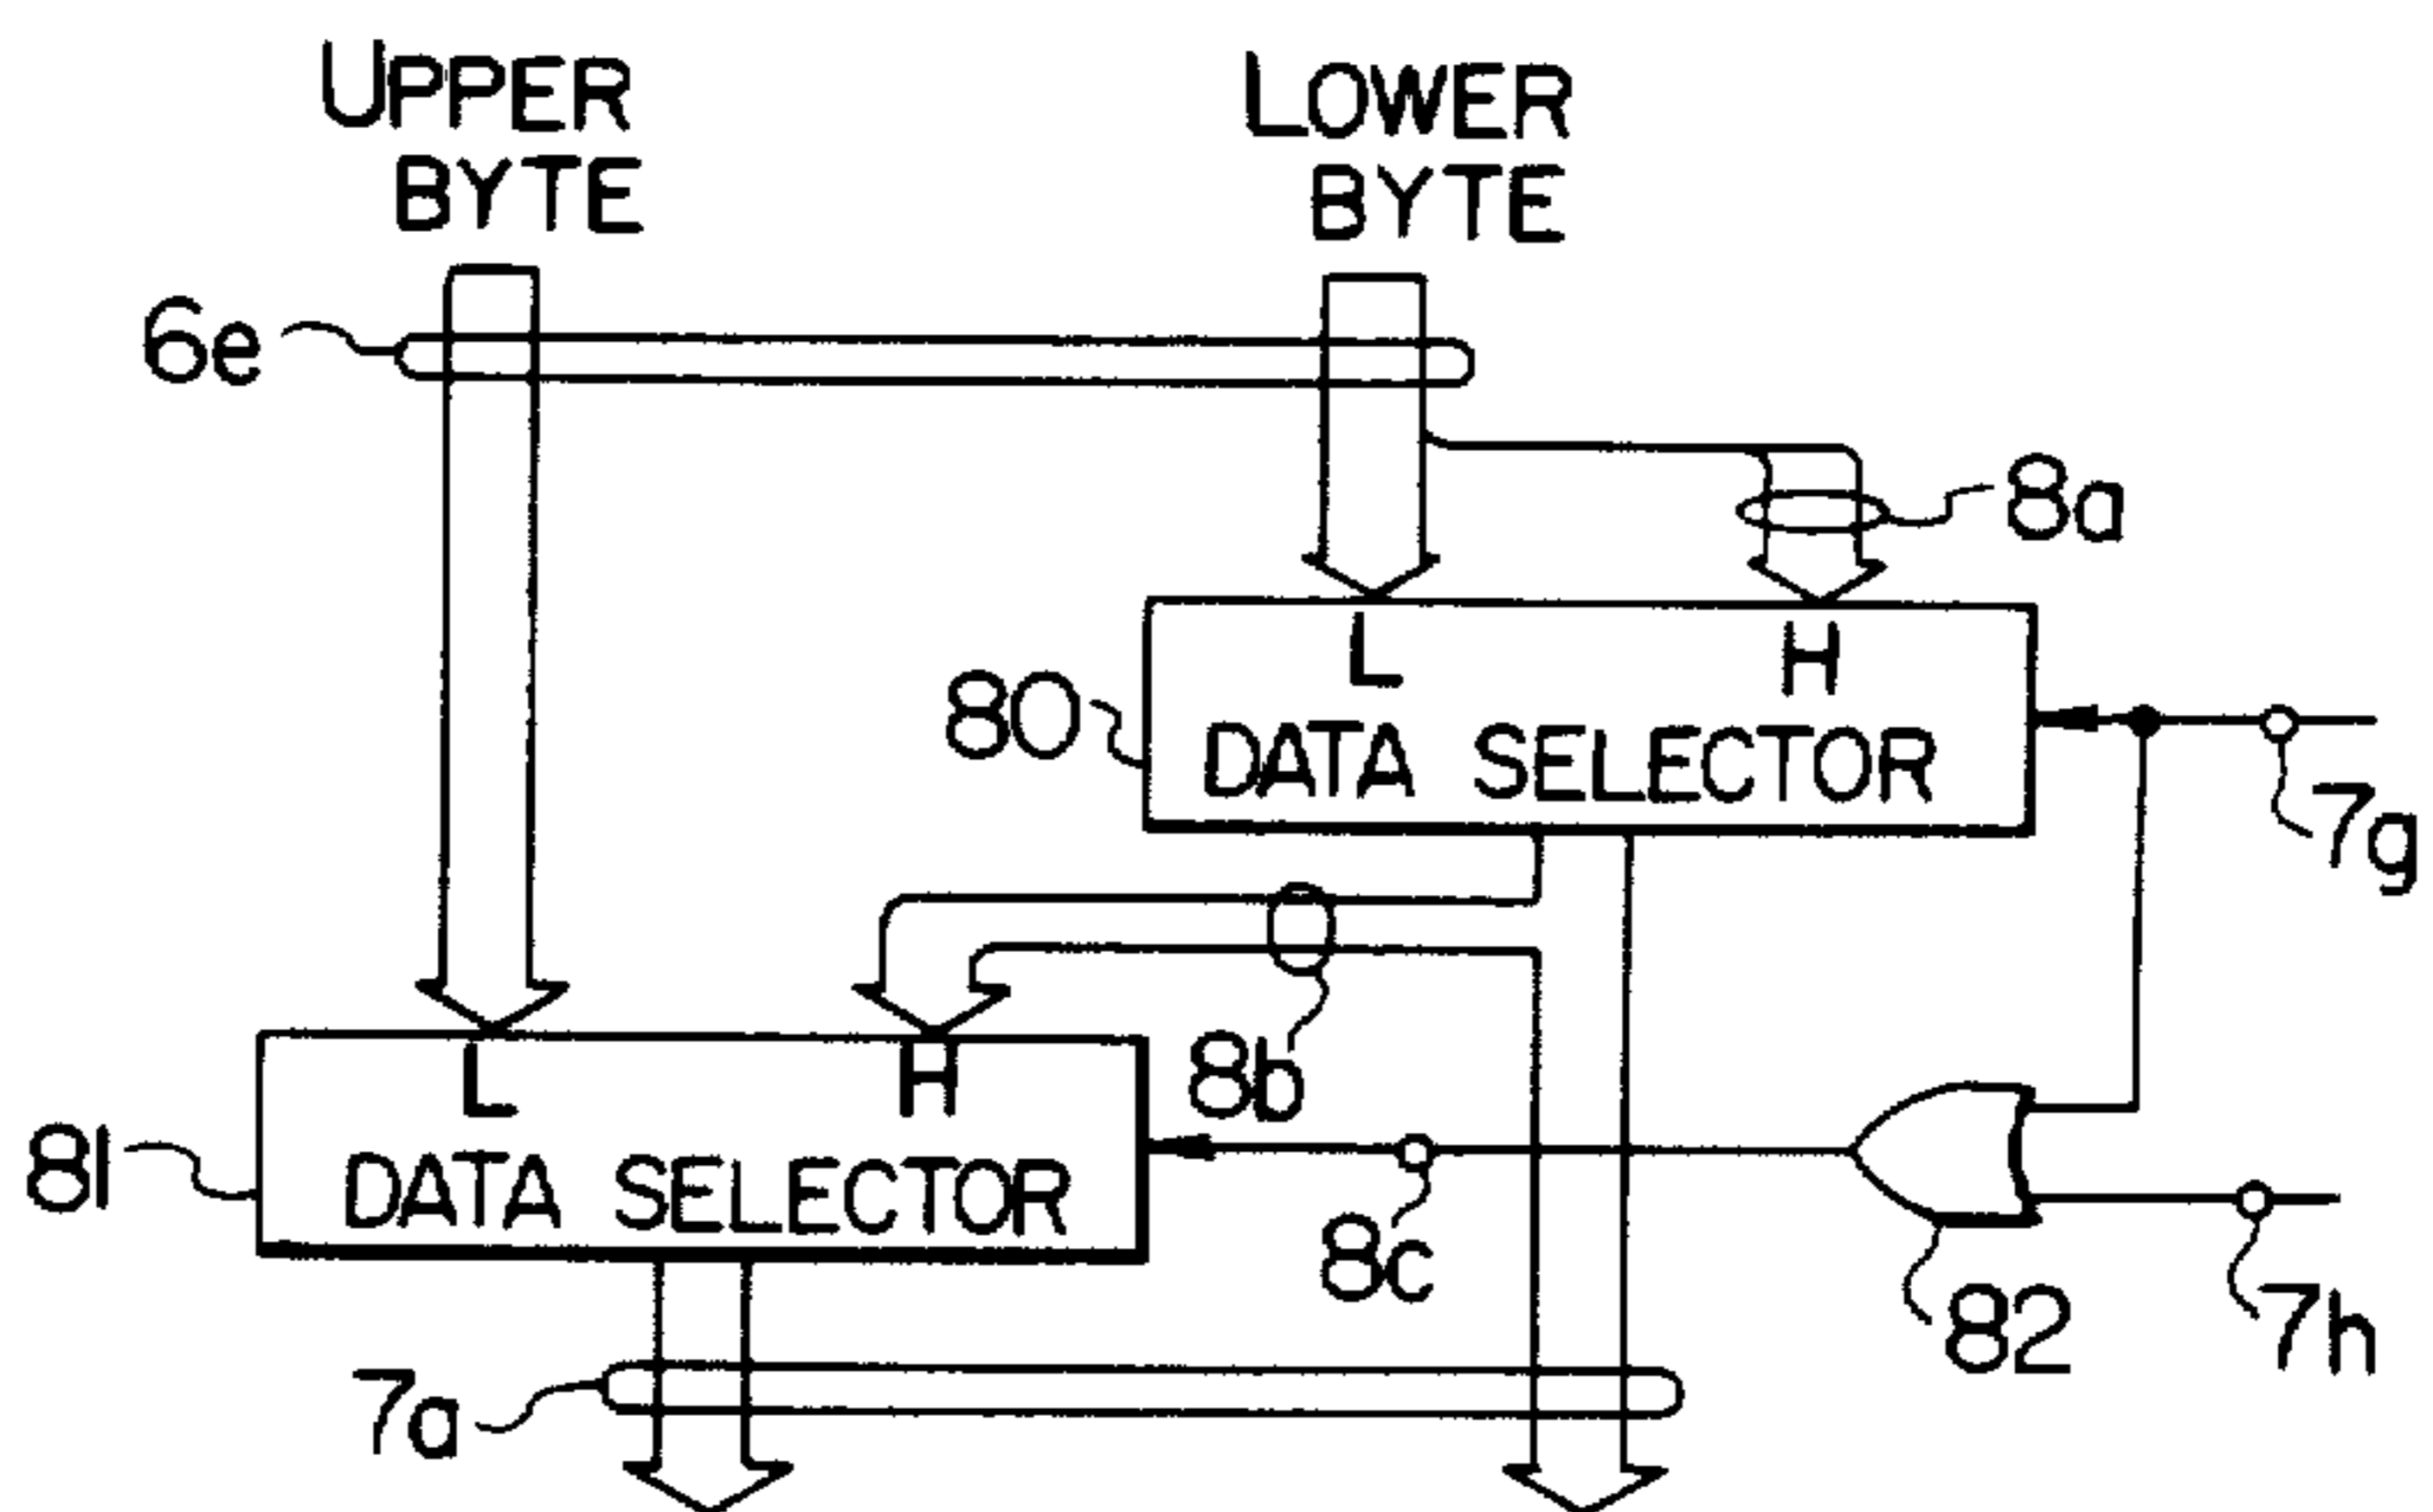 UPPER
BYTE
LOWER
BYTE
6e
8a
L H
80
DATA SELECTOR
7g
8b
L H
81
DATA SELECTOR
8c
82
7h
7a